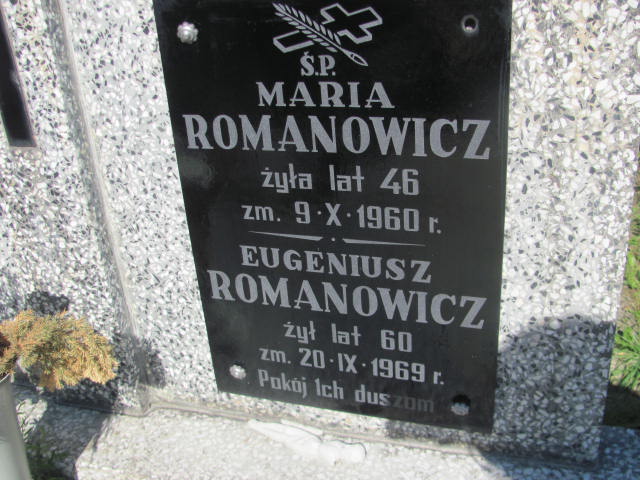 Ś.P.
MARIA
ROMANOWICZ
żyła lat 46
zm. 9·X·1960 r.
EUGENIUSZ
ROMANOWICZ
żył lat 60
zm. 20·IX·1969 r.
Pokój Ich duszom